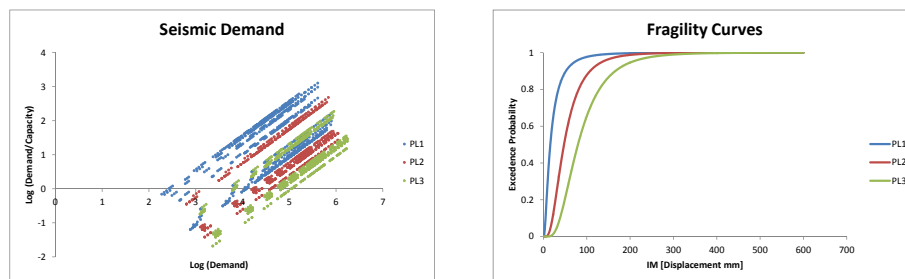 Seismic Demand
4
3
2
1
0
-1
-2
0 1 2 3 4 5 6 7
Log (Demand/Capacity)
Log (Demand)
PL1
PL2
PL3
Fragility Curves
1
0.8
0.6
0.4
0.2
0
0 100 200 300 400 500 600 700
Exceedence Probability
IM [Displacement mm]
PL1
PL2
PL3